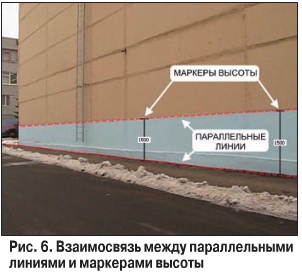 МАРКЕРЫ ВЫСОТЫ
ПАРАЛЛЕЛЬНЫЕ
ЛИНИИ
1500
1500
Рис. 6. Взаимосвязь между параллельными
линиями и маркерами высоты